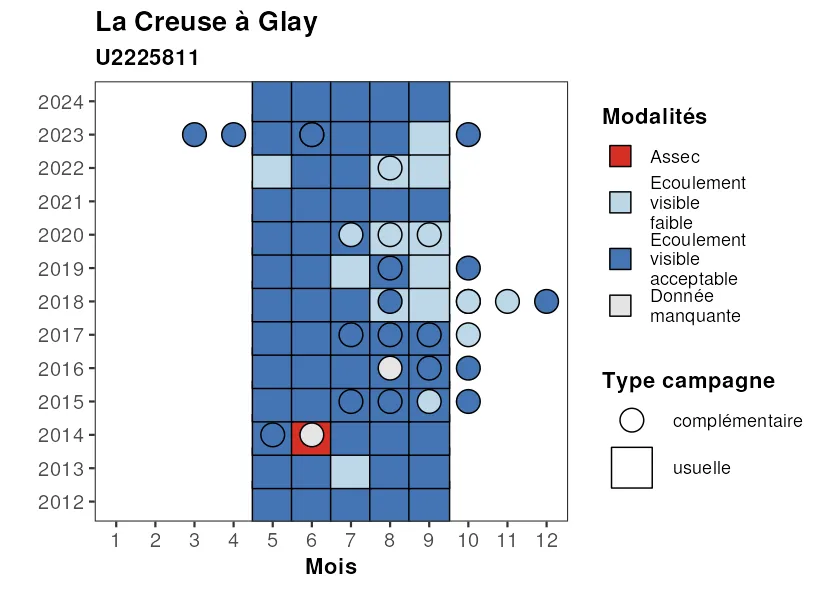 La Creuse à Glay
U2225811
2024
2023
2022
2021
2020
2019
2018
2017
2016
2015
2014
2013
2012
1 2 3 4 5 6 7 8 9 10 11 12
Mois
Modalités
Assec
Ecoulement
visible
faible
Ecoulement
visible
acceptable
Donnée
manquante
Type campagne
complémentaire
usuelle